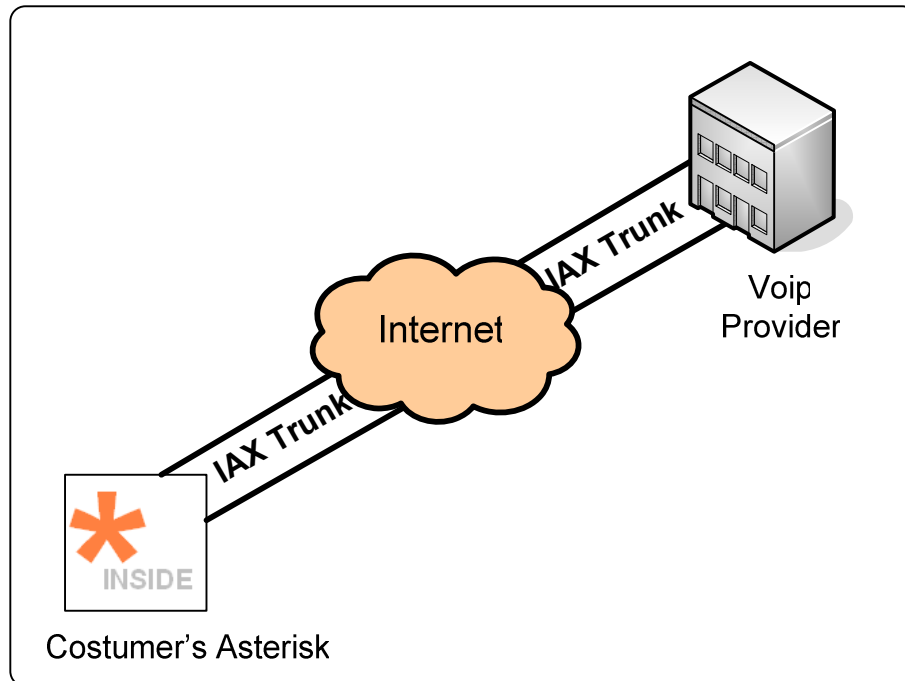 IAX Trunk
Voip
Provider
Internet
IAX Trunk
INSIDE
Costumer’s Asterisk